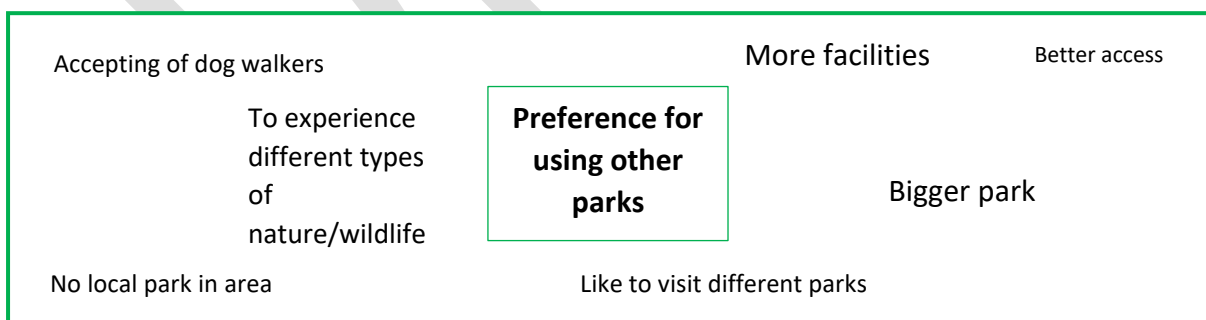 More facilities
Better access
Accepting of dog walkers
To experience
different types
of
nature/wildlife
Preference for
using other
parks
Bigger park
No local park in area
Like to visit different parks